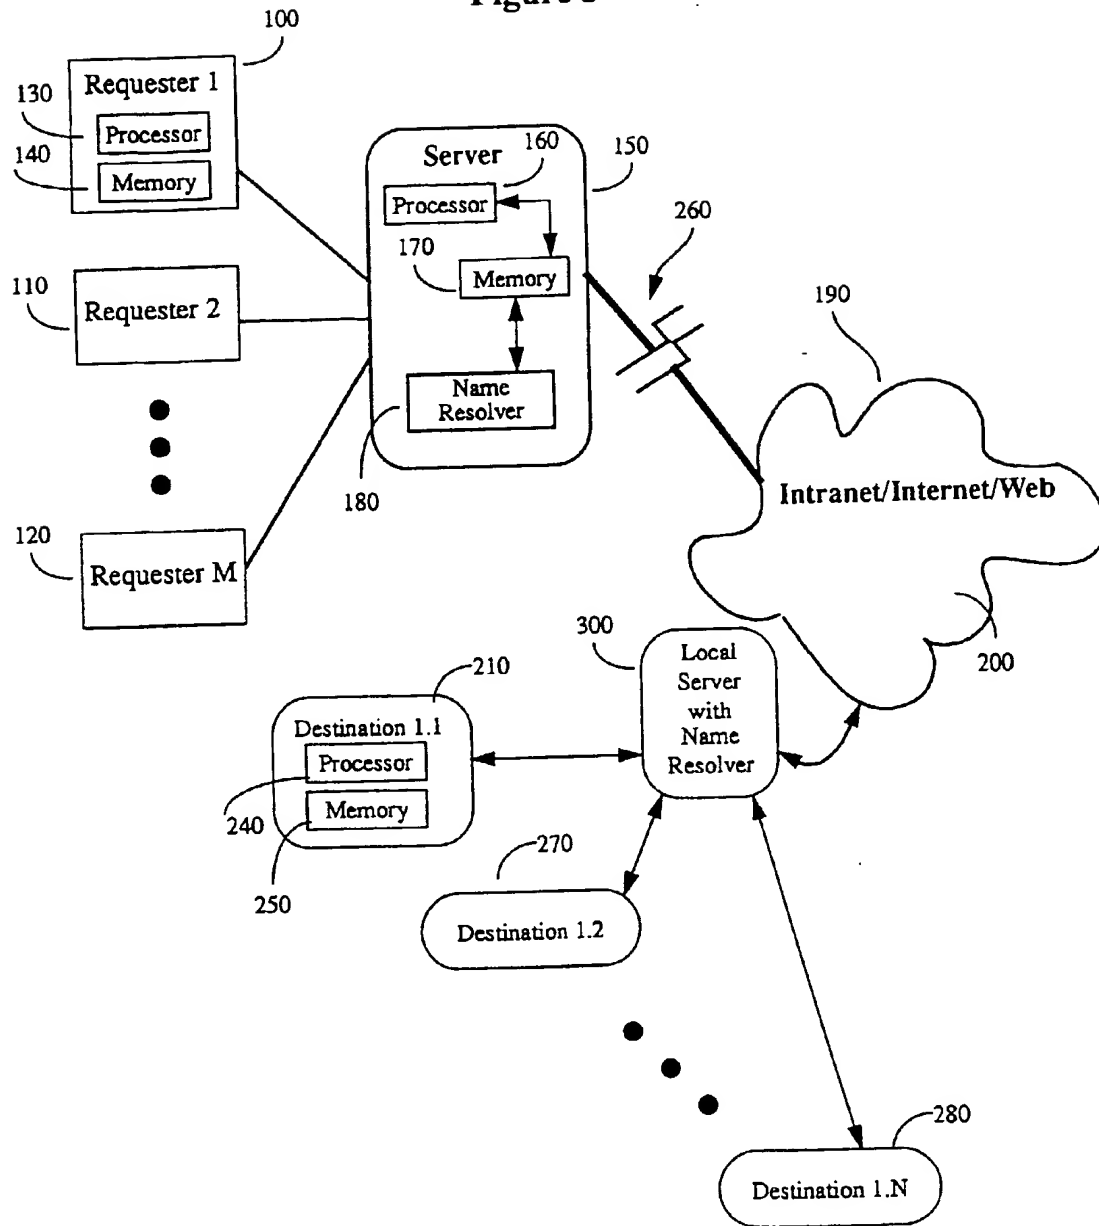 Figure
100
Requester 1
130
Processor
140
Memory
Server
160
150
Processor
170
Memory
260
110
Requester 2
190
Name
Resolver
180
Intranet/Internet/Web
120
Requester M
300
Local
Server
with
Name
Resolver
200
210
Destination 1.1
Processor
240
Memory
250
270
Destination 1.2
280
Destination 1.N